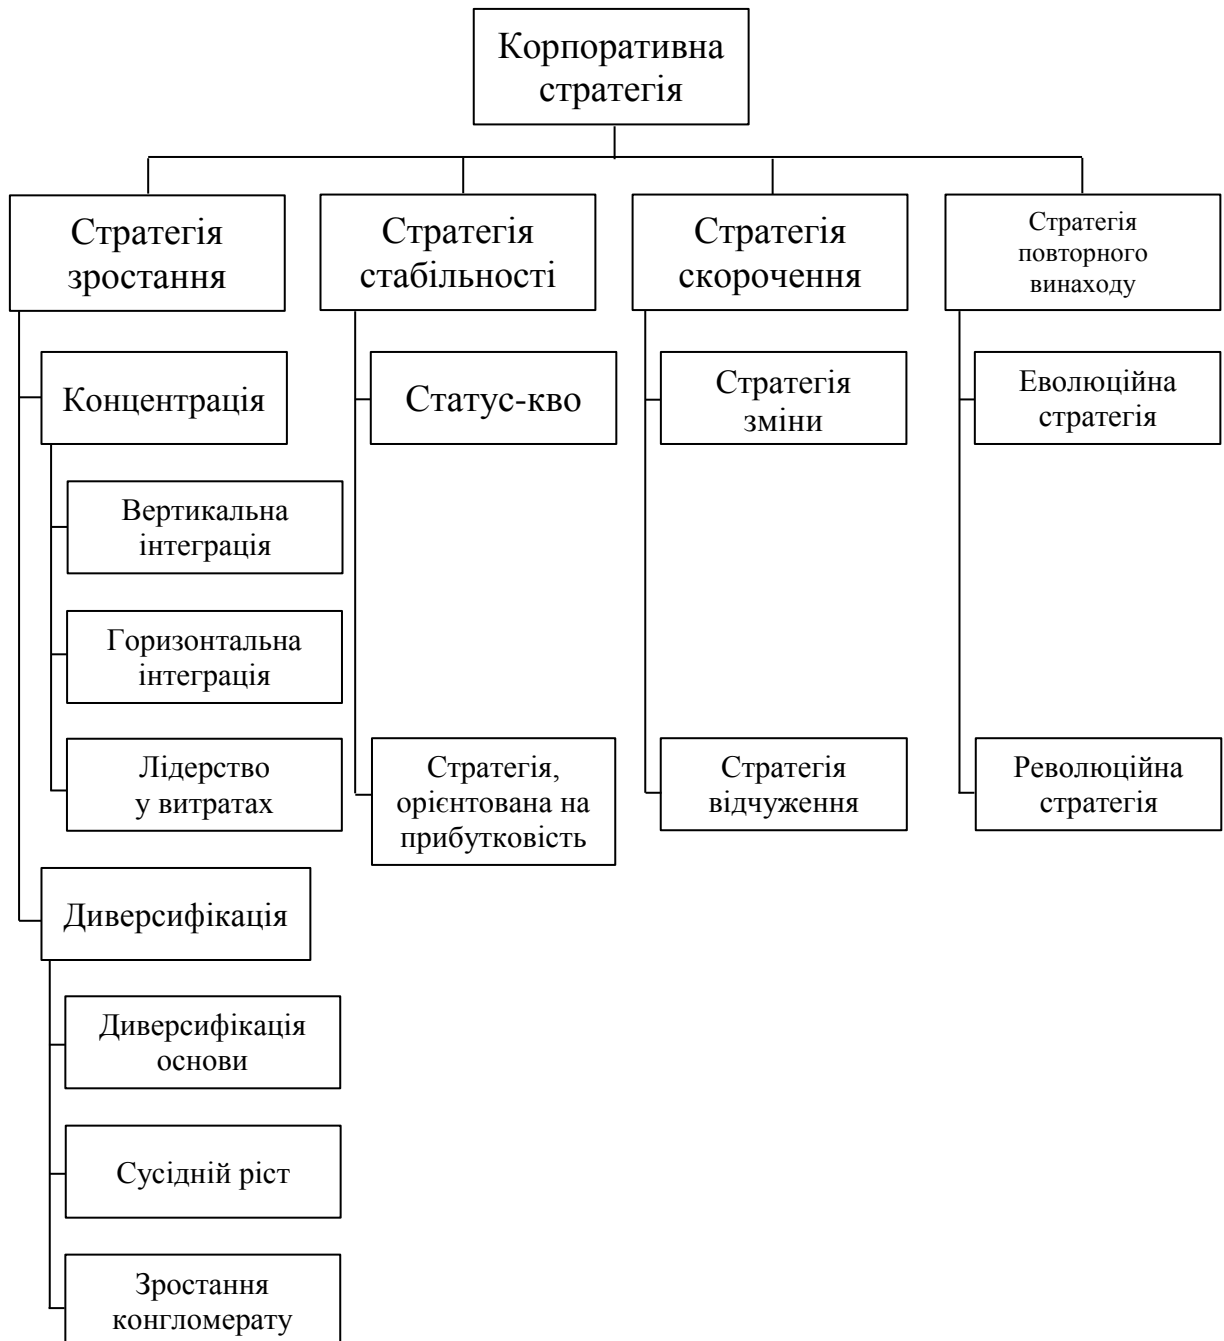 Корпоративна
стратегія
Стратегія
зростання
Стратегія
стабільності
Стратегія
скорочення
Стратегія
повторного
винаходу
Концентрація
Статус-кво
Стратегія
зміни
Еволюційна
стратегія
Вертикальна
інтеграція
Горизонтальна
інтеграція
Лідерство
у витратах
Стратегія,
орієнтована на
прибутковість
Стратегія
відчуження
Революційна
стратегія
Диверсифікація
Диверсифікація
основи
Сусідній ріст
Зростання
конгломерату